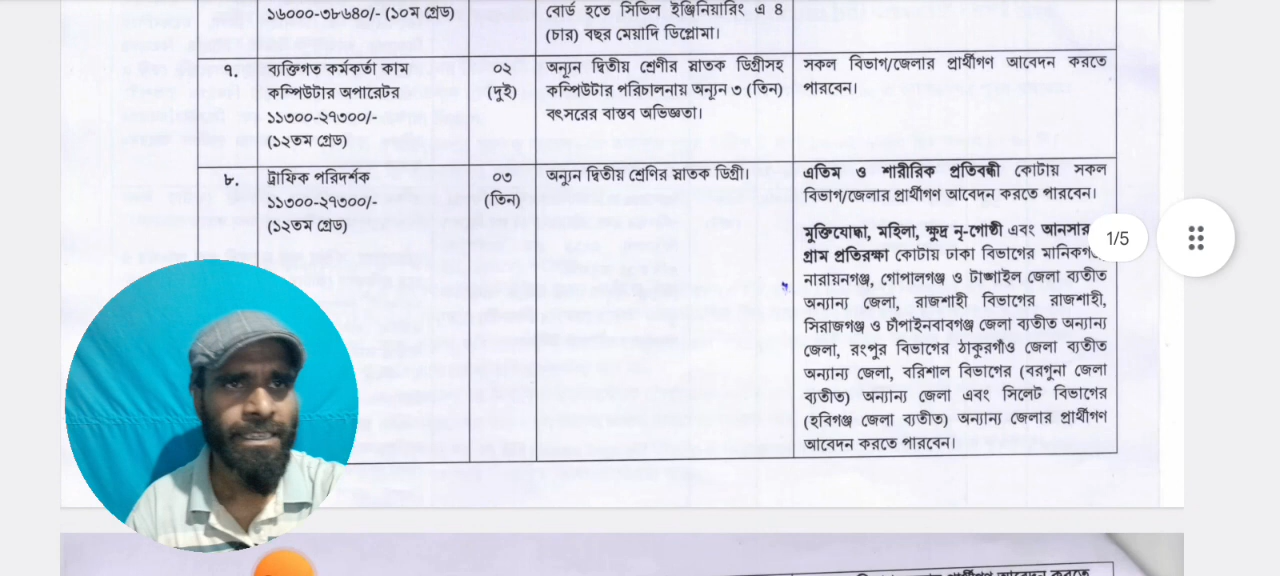 ১৬০০০-৩৮৬৪০/- (১০ম গ্রেড)
বোর্ড হতে সিভিল ইঞ্জিনিয়ারিং এ ৪
(চার) বছর মেয়াদি ডিপ্লোমা।
৭.
ব্যক্তিগত কর্মকর্তা কাম
কম্পিউটার অপারেটর
১১৩০০-২৭৩০০/-
(১২তম গ্রেড)
০২
(দুই)
অন্যূন দ্বিতীয় শ্রেণীর স্নাতক ডিগ্রীসহ
কম্পিউটার পরিচালনায় অন্যূন ৩ (তিন)
বৎসরের বাস্তব অভিজ্ঞতা।
সকল বিভাগ/জেলার প্রার্থীগণ আবেদন করতে
পারবেন।
৮.
ট্রাফিক পরিদর্শক
১১৩০০-২৭৩০০/-
(১২তম গ্রেড)
০৩
(তিন)
অন্যুন দ্বিতীয় শ্রেণির স্নাতক ডিগ্রী।
এতিম ও শারীরিক প্রতিবন্ধী কোটায় সকল
বিভাগ/জেলার প্রার্থীগণ আবেদন করতে পারবেন।
মুক্তিযোদ্ধা, মহিলা, ক্ষুদ্র নৃ-গোষ্ঠী এবং আনসার
গ্রাম প্রতিরক্ষা কোটায় ঢাকা বিভাগের
নারায়নগঞ্জ, গোপালগঞ্জ ও টাঙ্গাইল জেলা ব্যতীত
অন্যান্য জেলা, রাজশাহী বিভাগের রাজশাহী,
সিরাজগঞ্জ ও চাঁপাইনবাবগঞ্জ জেলা ব্যতীত অন্যান্য
জেলা, রংপুর বিভাগের ঠাকুরগাঁও জেলা ব্যতীত
অন্যান্য জেলা, বরিশাল বিভাগের (বরগুনা জেলা
ব্যতীত) অন্যান্য জেলা এবং সিলেট বিভাগের
(হবিগঞ্জ জেলা ব্যতীত) অন্যান্য জেলার প্রার্থীগণ
আবেদন করতে পারবেন।
1/5